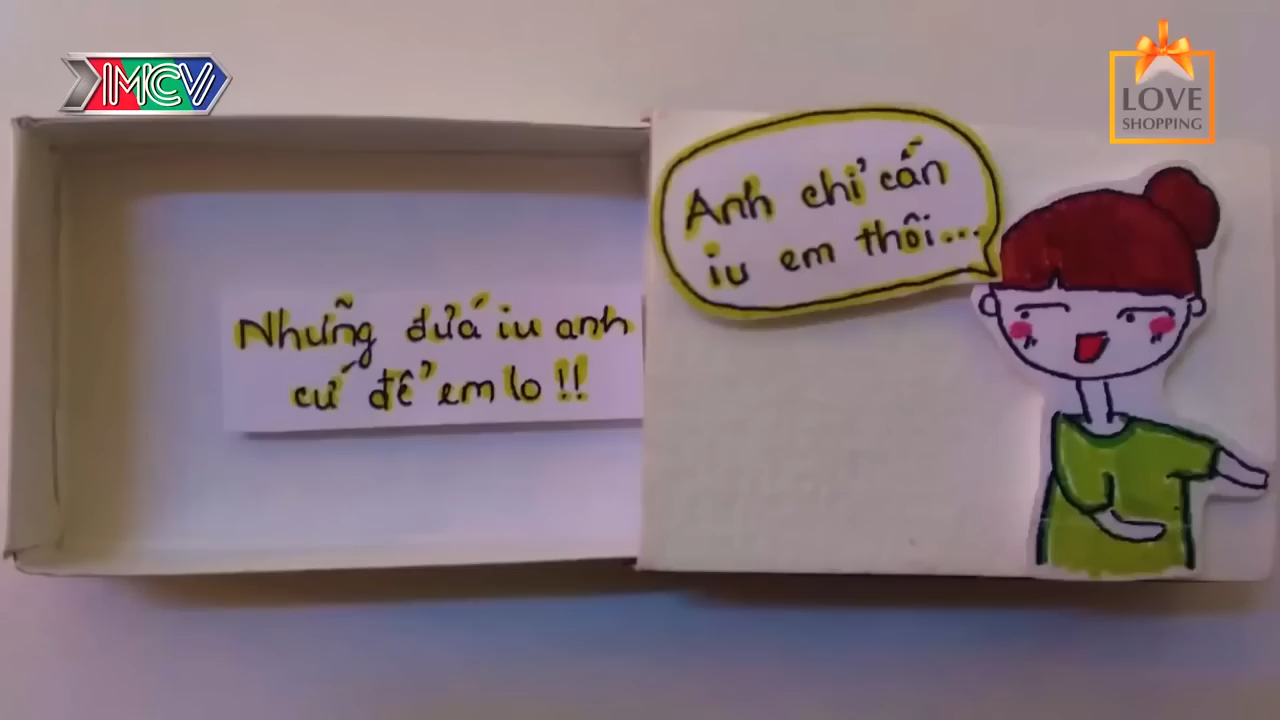 MCV
LOVE
SHOPPING
Anh chỉ cần
iu em thôi...
Những đứa iu anh
cứ để em lo !!